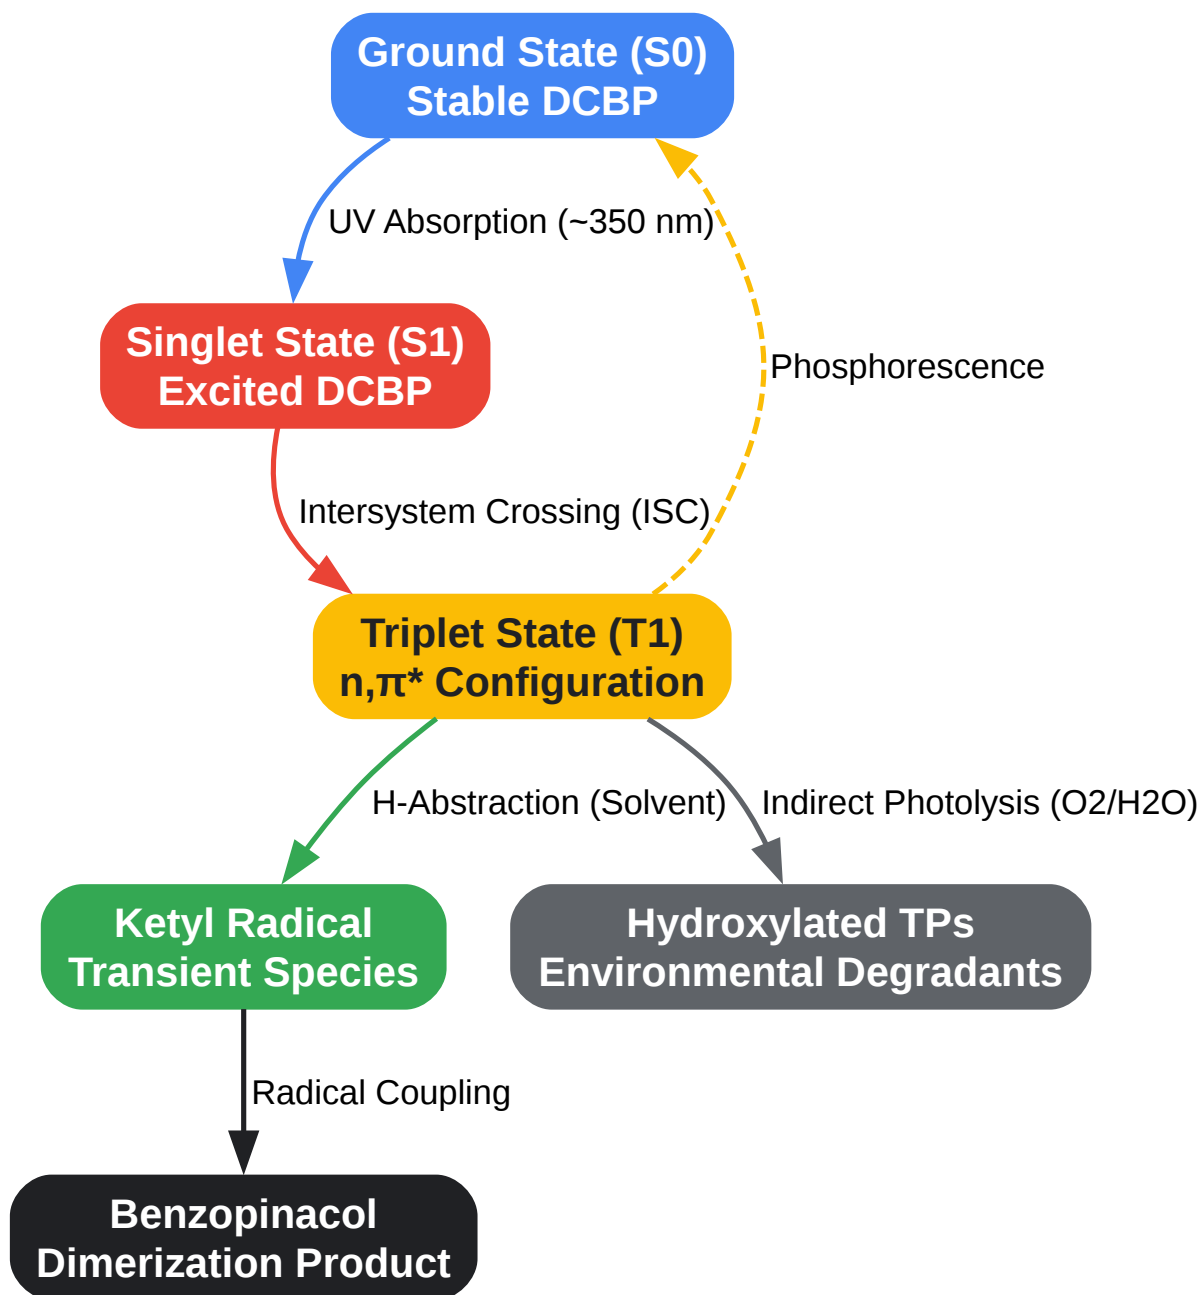 Ground State (S0)
Stable DCBP
UV Absorption (~350 nm)
Singlet State (S1)
Excited DCBP
Phosphorescence
Intersystem Crossing (ISC)
Triplet State (T1)
n,π* Configuration
H-Abstraction (Solvent)
Indirect Photolysis (O2/H2O)
Ketyl Radical
Transient Species
Hydroxylated TPs
Environmental Degradants
Radical Coupling
Benzopinacol
Dimerization Product